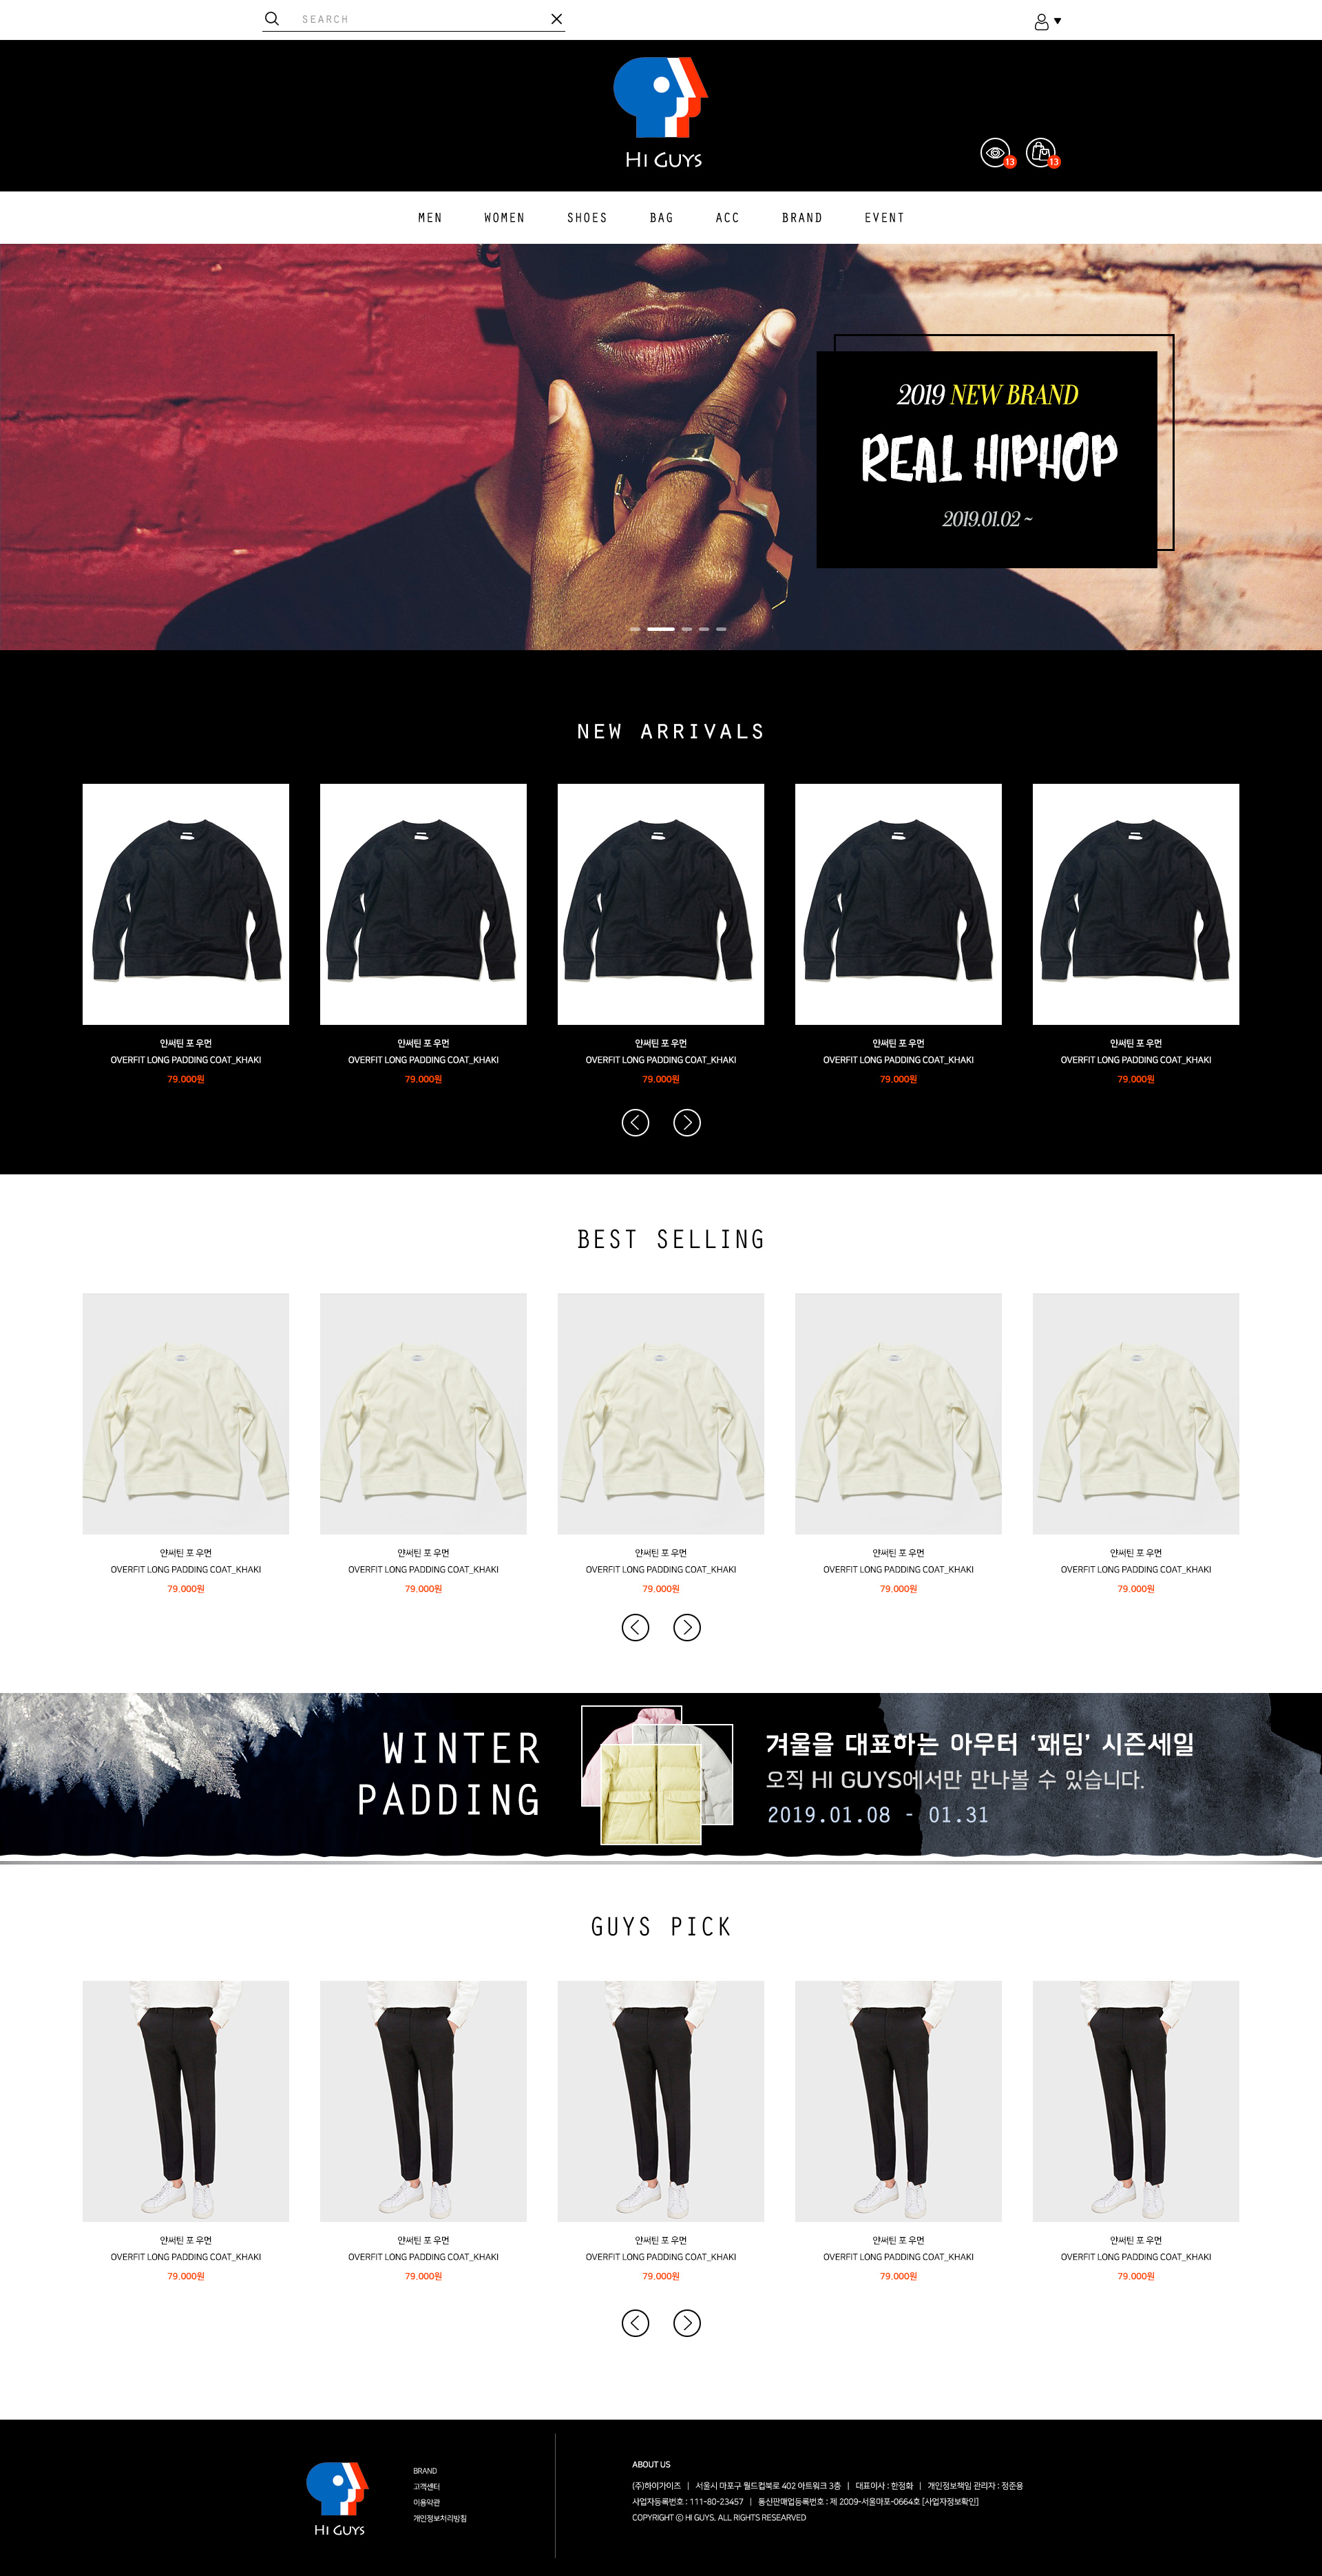 SEARCH
HI GUYS
13
13
MEN WOMEN SHOES BAG ACC BRAND EVENT
2019 NEW BRAND
REAL HIPHOP
2019.01.02 ~
NEW ARRIVALS
얀써틴 포 우먼 얀써틴 포 우먼 얀써틴 포 우먼 얀써틴 포 우먼 얀써틴 포 우먼
OVERFIT LONG PADDING COAT_KHAKI OVERFIT LONG PADDING COAT_KHAKI OVERFIT LONG PADDING COAT_KHAKI OVERFIT LONG PADDING COAT_KHAKI OVERFIT LONG PADDING COAT_KHAKI
79.000원 79.000원 79.000원 79.000원 79.000원
BEST SELLING
얀써틴 포 우먼 얀써틴 포 우먼 얀써틴 포 우먼 얀써틴 포 우먼 얀써틴 포 우먼
OVERFIT LONG PADDING COAT_KHAKI OVERFIT LONG PADDING COAT_KHAKI OVERFIT LONG PADDING COAT_KHAKI OVERFIT LONG PADDING COAT_KHAKI OVERFIT LONG PADDING COAT_KHAKI
79.000원 79.000원 79.000원 79.000원 79.000원
WINTER
PADDING
겨울을 대표하는 아우터 ‘패딩’ 시즌세일
오직 HI GUYS에서만 만나볼 수 있습니다.
2019.01.08 - 01.31
GUYS PICK
얀써틴 포 우먼 얀써틴 포 우먼 얀써틴 포 우먼 얀써틴 포 우먼 얀써틴 포 우먼
OVERFIT LONG PADDING COAT_KHAKI OVERFIT LONG PADDING COAT_KHAKI OVERFIT LONG PADDING COAT_KHAKI OVERFIT LONG PADDING COAT_KHAKI OVERFIT LONG PADDING COAT_KHAKI
79.000원 79.000원 79.000원 79.000원 79.000원
HI GUYS
BRAND
고객센터
이용약관
개인정보처리방침
ABOUT US
(주)하이가이즈 | 서울시 마포구 월드컵북로 402 아트워크 3층 | 대표이사 : 한정화 | 개인정보책임 관리자 : 정준용
사업자등록번호 : 111-80-23457 | 통신판매업등록번호 : 제 2009-서울마포-0664호 [사업자정보확인]
COPYRIGHT ⓒ HI GUYS. ALL RIGHTS RESEARVED